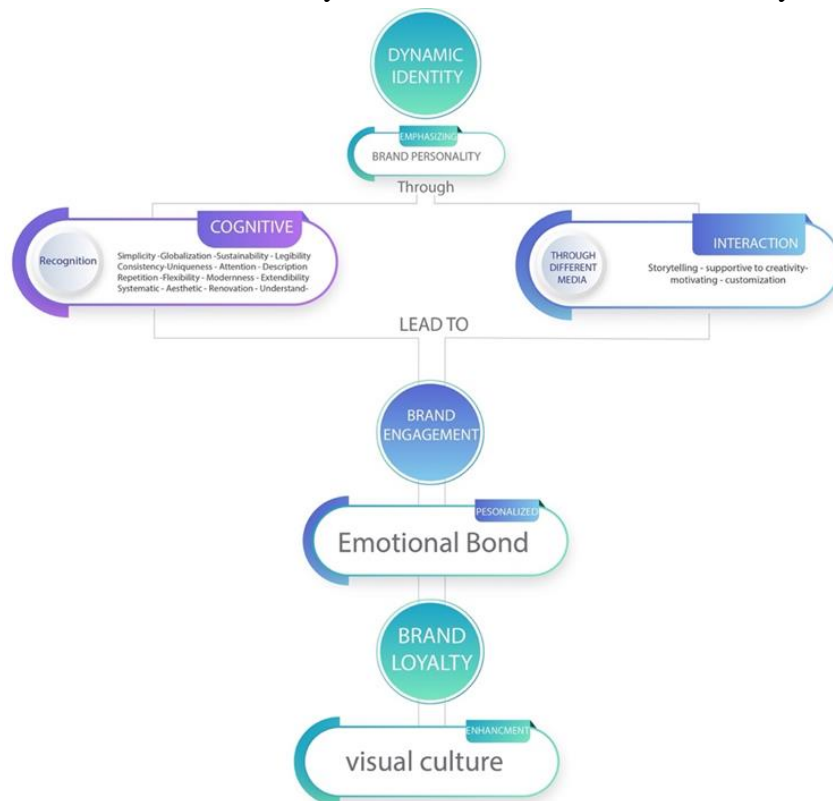 DYNAMIC
IDENTITY
EMPHASIZING
BRAND PERSONALITY
Through
COGNITIVE
Recognition
Simplicity -Globalization -Sustainability - Legibility
Consistency-Uniqueness - Attention - Description
Repetition -Flexibility - Modernness - Extendibility
Systematic - Aesthetic - Renovation - Understand-
INTERACTION
THROUGH
DIFFERENT
MEDIA
Storytelling - supportive to creativity-
motivating - customization
LEAD TO
BRAND
ENGAGEMENT
PESONALIZED
Emotional Bond
BRAND
LOYALTY
ENHANCMENT
visual culture